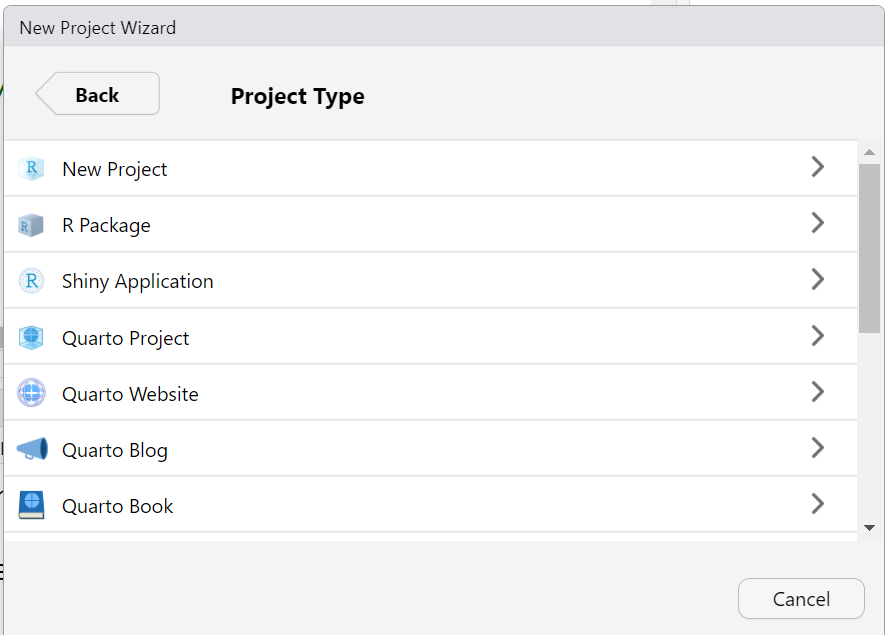 New Project Wizard
Back
Project Type
R New Project
R R Package
R Shiny Application
Quarto Project
Quarto Website
Quarto Blog
Quarto Book
Cancel